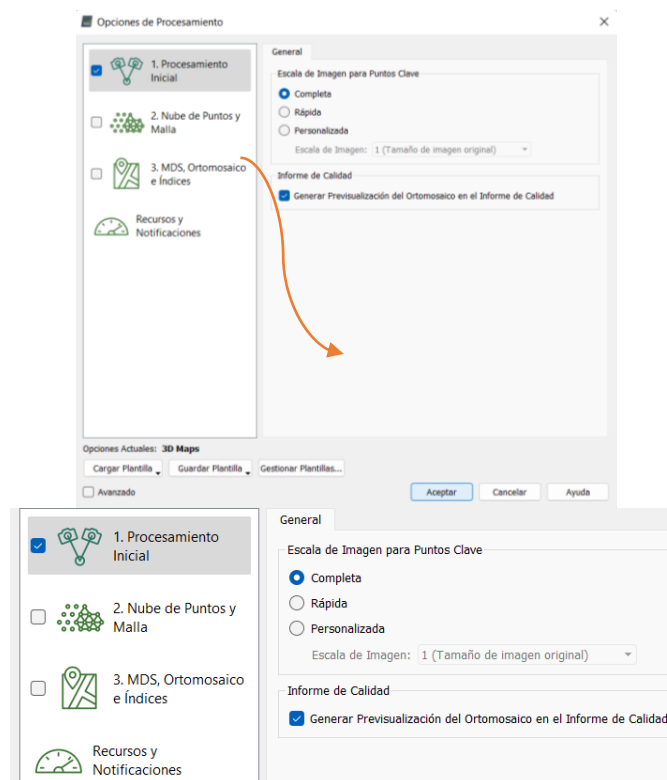 Opciones de Procesamiento
1. Procesamiento
Inicial
2. Nube de Puntos y
Malla
3. MDS, Ortomosaico
e Índices
Recursos y
Notificaciones
General
Escala de Imagen para Puntos Clave
Completa
Rápida
Personalizada
Escala de Imagen: 1 (Tamaño de imagen original)
Informe de Calidad
Generar Previsualización del Ortomosaico en el Informe de Calidad
Opciones Actuales: 3D Maps
Cargar Plantilla Guardar Plantilla Gestionar Plantillas...
Avanzado Aceptar Cancelar Ayuda
1. Procesamiento
Inicial
2. Nube de Puntos y
Malla
3. MDS, Ortomosaico
e Índices
Recursos y
Notificaciones
General
Escala de Imagen para Puntos Clave
Completa
Rápida
Personalizada
Escala de Imagen: 1 (Tamaño de imagen original)
Informe de Calidad
Generar Previsualización del Ortomosaico en el Informe de Calidad